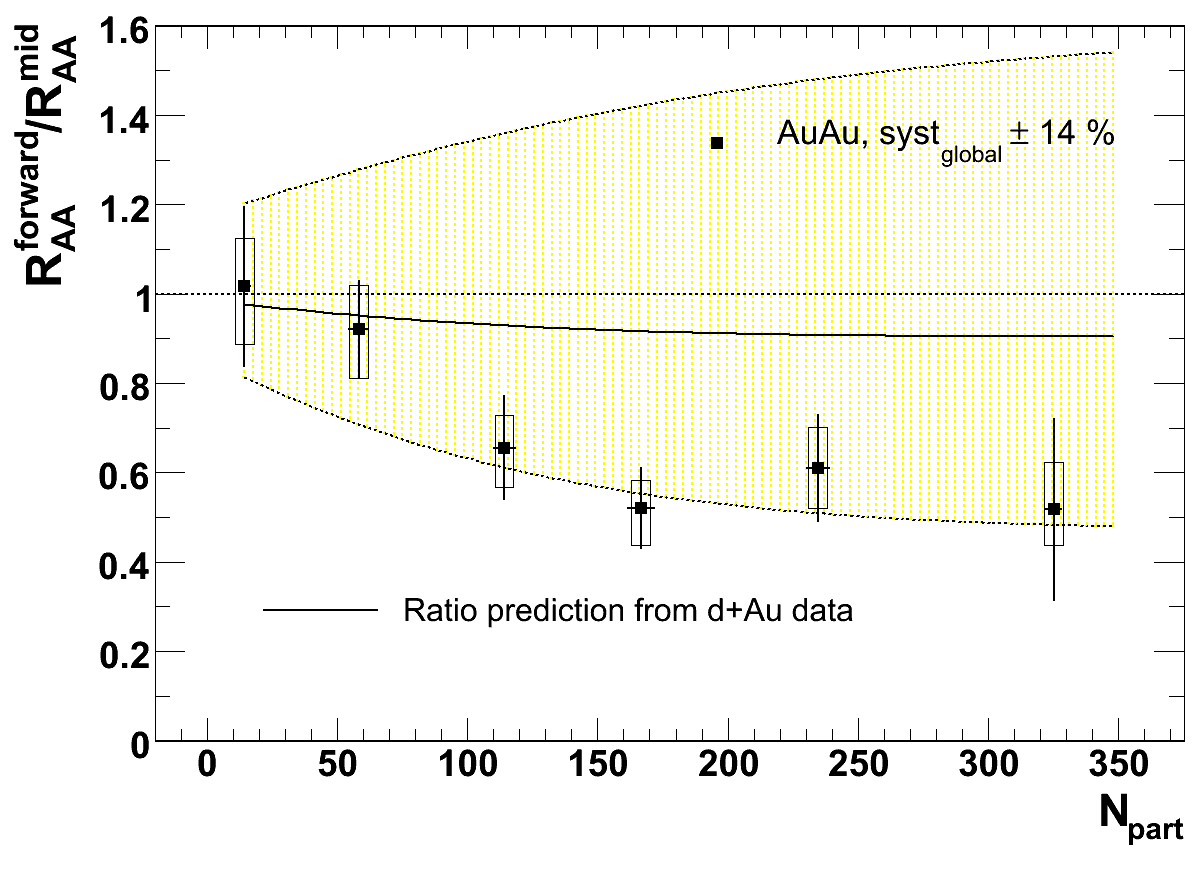 R_AA^forward/R_AA^mid
1.6
1.4
1.2
1
0.8
0.6
0.4
0.2
0
AuAu, syst_global ± 14 %
Ratio prediction from d+Au data
0 50 100 150 200 250 300 350
N_part